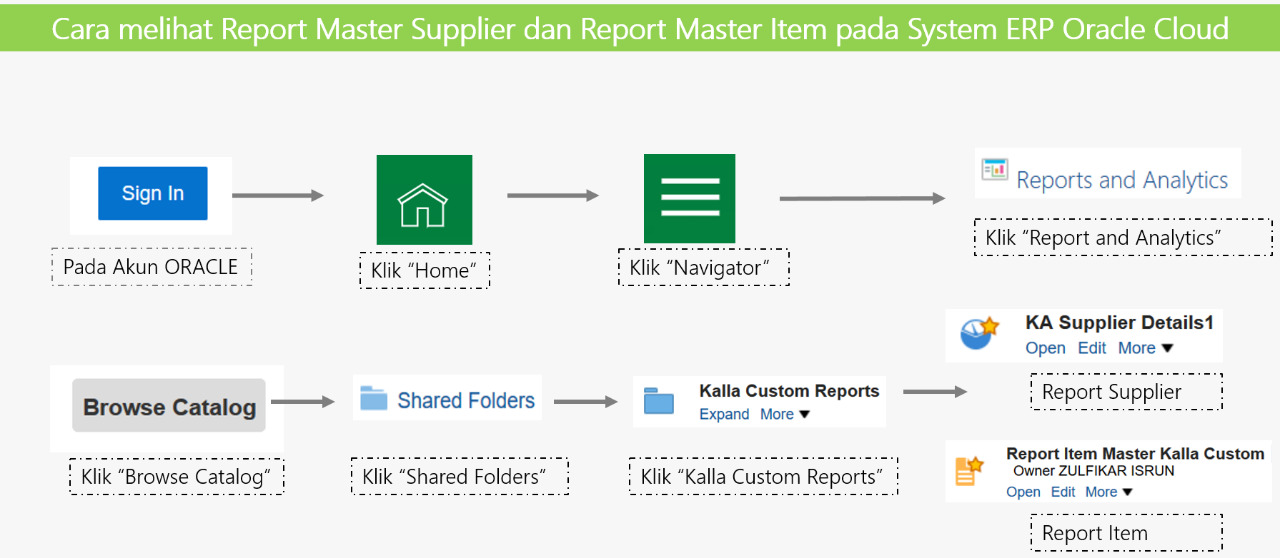 Cara melihat Report Master Supplier dan Report Master Item pada System ERP Oracle Cloud
Sign In
Pada Akun ORACLE
Klik “Home“
Klik “Navigator“
Reports and Analytics
Klik “Report and Analytics”
Browse Catalog
Klik “Browse Catalog“
Shared Folders
Klik “Shared Folders”
Kalla Custom Reports
Expand More
Klik “Kalla Custom Reports”
KA Supplier Details1
Open Edit More
Report Supplier
Report Item Master Kalla Custom
Owner ZULFIKAR ISRUN
Open Edit More
Report Item